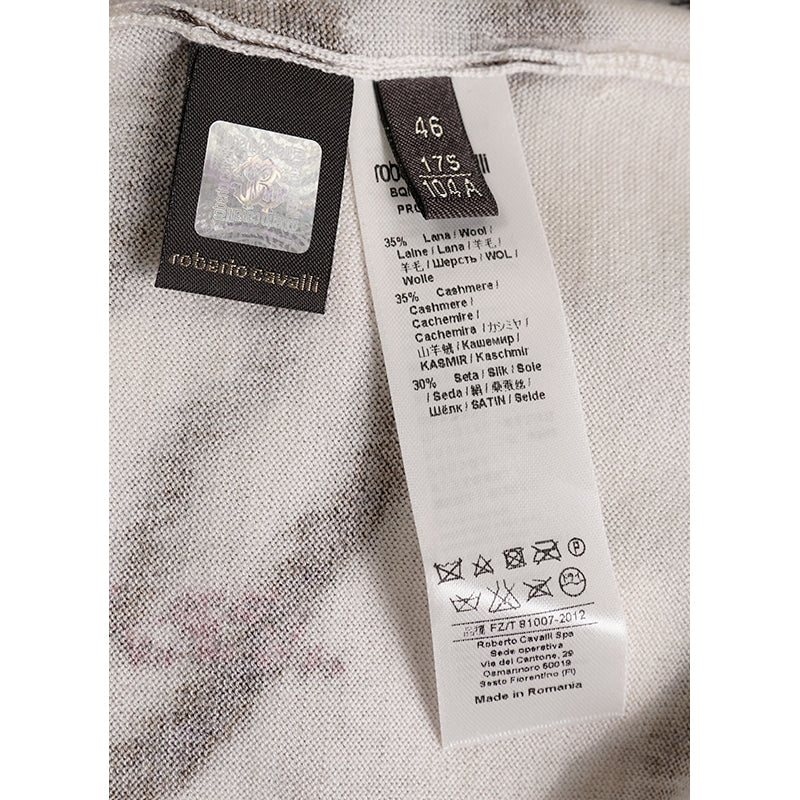 roberto cavalli
46
175
104 A
35% Lana / Wool /
Laine / Lana / 羊毛 /
羊毛 / Шерсть / WOL /
Wolle
35% Cashmere /
Cashmere /
Cachemire /
Cachemira / カシミヤ /
山羊绒 / Кашемир /
KASMIR / Kaschmir
30% Seta / Silk / Soie
/ Seda / 絹 / 桑蚕丝 /
Шёлк / SATIN / Seide
FZ/T 81007-2012
Roberto Cavalli Spa
Sede operativa
Via del Cantone, 29
Osmannoro 50019
Sesto Fiorentino (FI)
Made in Romania